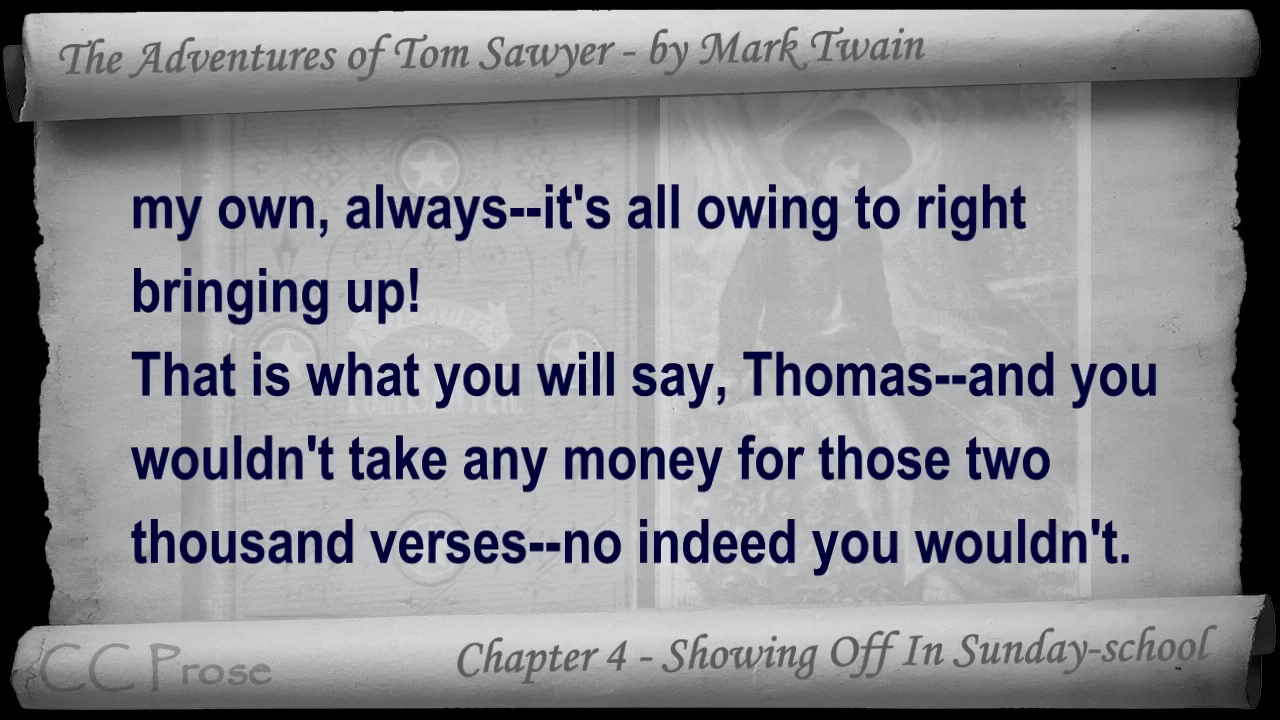 The Adventures of Tom Sawyer - by Mark Twain
my own, always--it's all owing to right
bringing up!
That is what you will say, Thomas--and you
wouldn't take any money for those two
thousand verses--no indeed you wouldn't.
CC Prose
Chapter 4 - Showing Off In Sunday-school